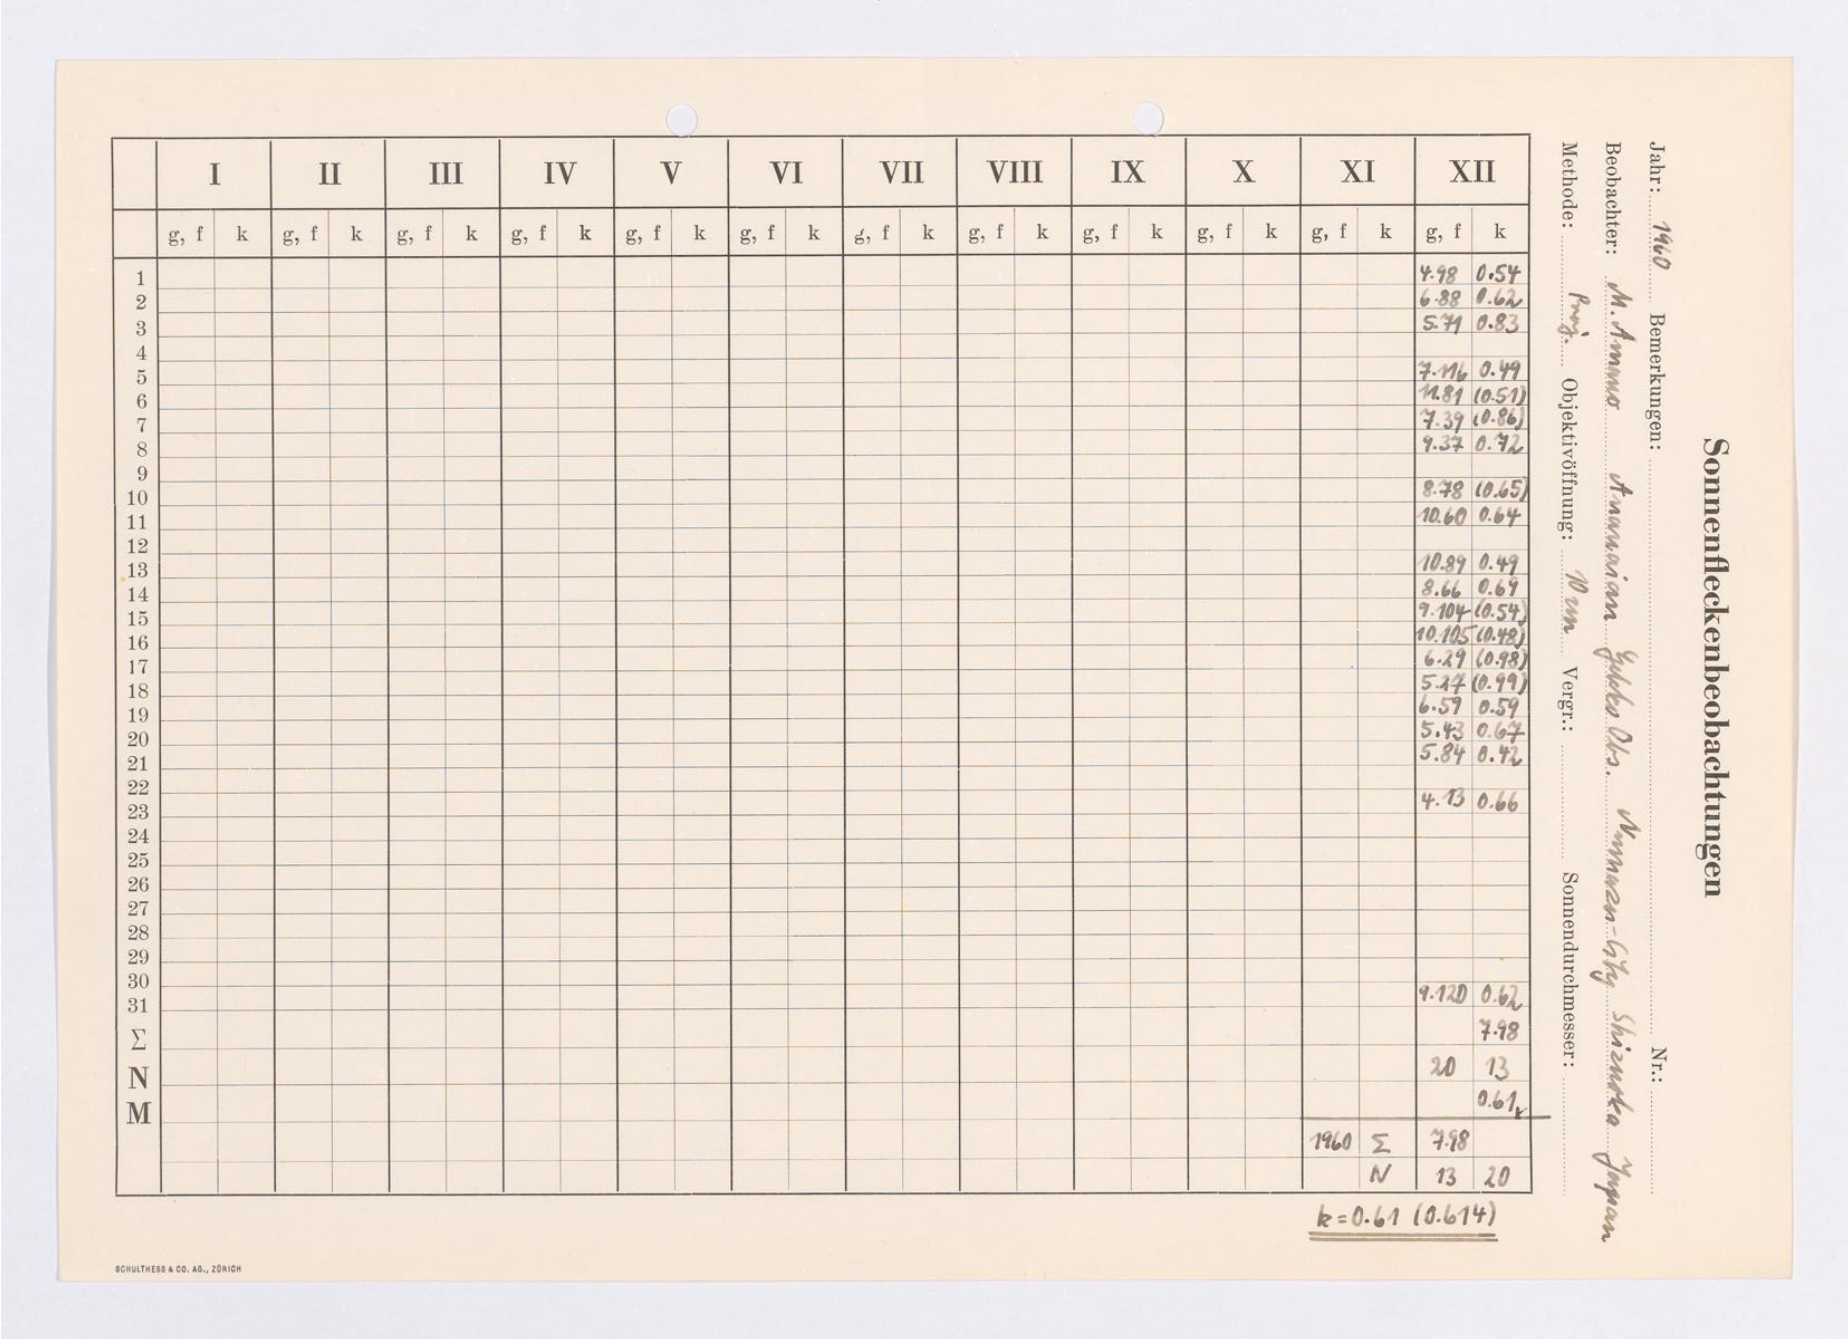 Sonnenfleckenbeobachtungen
Jahr: 1960 Bemerkungen: Nr.:
Beobachter: M. Amano Obs. Numazu-City Shizuoka Japan
Methode: Proj. Objektivöffnung: 10 cm Vergr.: Sonnendurchmesser:
I II III IV V VI VII VIII IX X XI XII
g, f k g, f k g, f k g, f k g, f k g, f k g, f k g, f k g, f k g, f k g, f k g, f k
1 4.98 0.54
2 6.88 0.62
3 5.71 0.83
4
5 7.116 0.49
6 11.81 (0.51)
7 7.39 (0.86)
8 9.37 0.72
9
10 8.78 (0.65)
11 10.60 0.64
12
13 10.89 0.49
14 8.66 0.69
15 9.104 (0.54)
16 10.105 (0.48)
17 6.29 (0.98)
18 5.27 (0.99)
19 6.59 0.59
20 5.43 0.67
21 5.84 0.42
22
23 4.13 0.66
24
25
26
27
28
29
30
31 9.120 0.62
Σ 7.98
N 20 13
M 0.61
1960 Σ 7.98
N 13 20
k = 0.61 (0.614)
SCHULTHESS & CO. AG., ZÜRICH